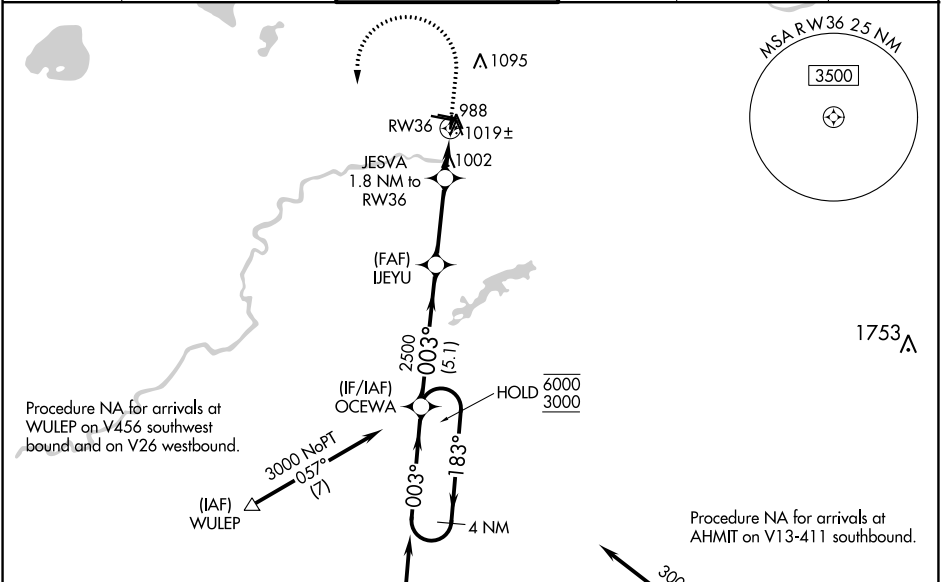 MSA RW36 25 NM
3500
1095
988
RW36
1019±
JESVA
1.8 NM to
RW36
1002
(FAF)
IJEYU
1753
2500
003°
(5.1)
(IF/IAF)
OCEWA
HOLD
6000
3000
Procedure NA for arrivals at
WULEP on V456 southwest
bound and on V26 westbound.
3000 NoPT
057°
(7)
003°
183°
(IAF)
WULEP
4 NM
Procedure NA for arrivals at
AHMIT on V13-411 southbound.